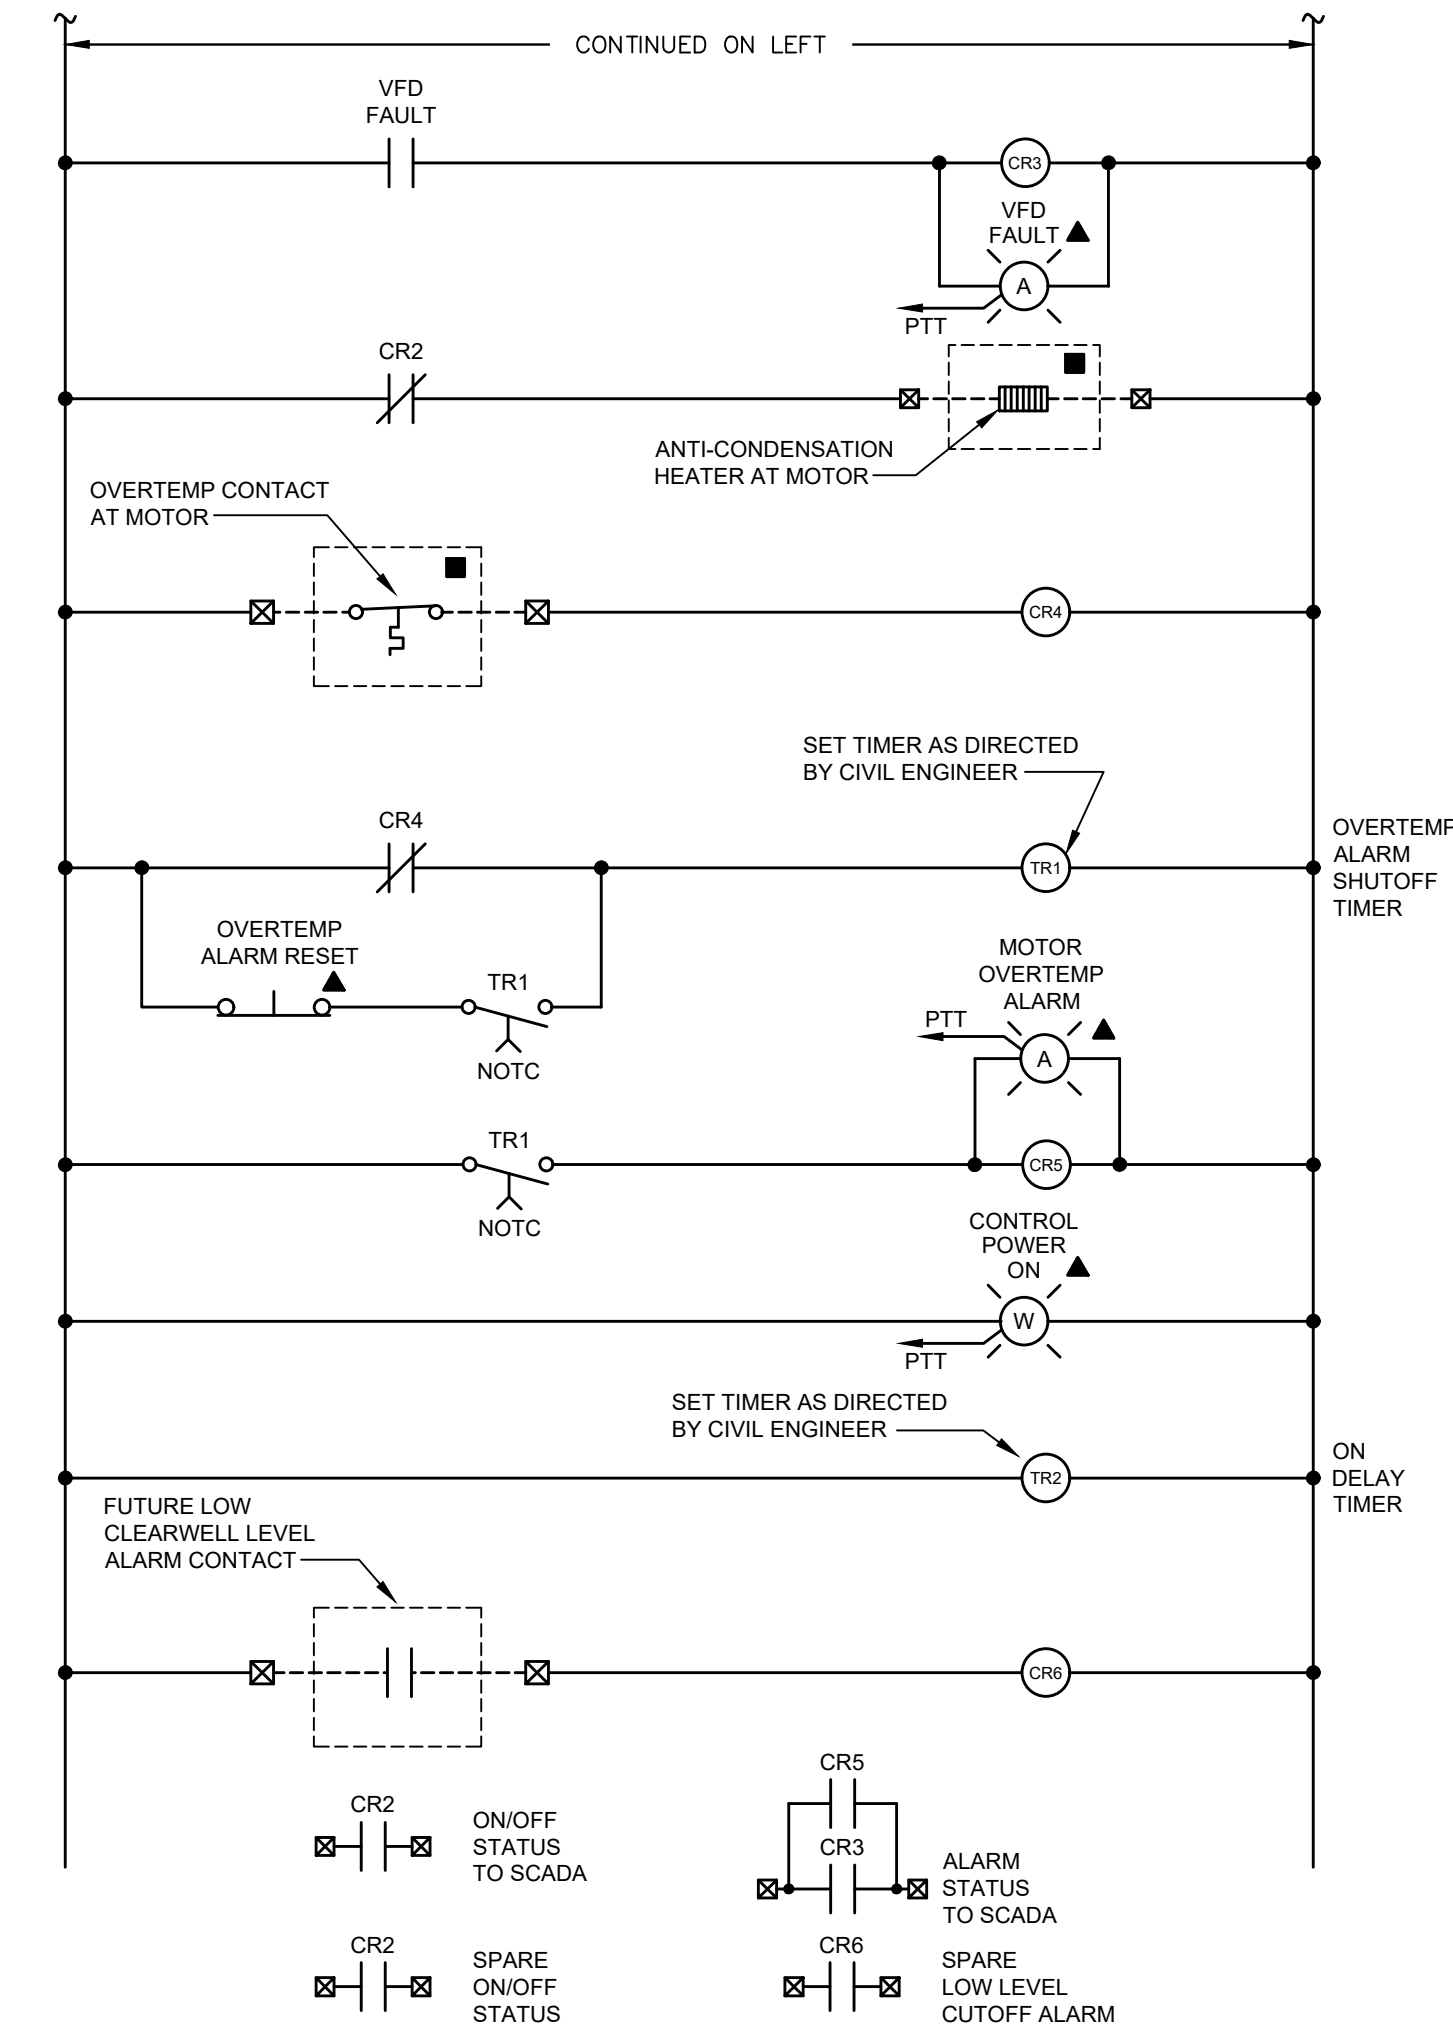 CONTINUED ON LEFT
VFD
FAULT
CR3
VFD
FAULT
A
PTT
CR2
ANTI-CONDENSATION
HEATER AT MOTOR
OVERTEMP CONTACT
AT MOTOR
CR4
SET TIMER AS DIRECTED
BY CIVIL ENGINEER
CR4
TR1
OVERTEMP
ALARM
SHUTOFF
TIMER
OVERTEMP
ALARM RESET
TR1
NOTC
MOTOR
OVERTEMP
ALARM
PTT
A
TR1
NOTC
CR5
CONTROL
POWER
ON
W
PTT
SET TIMER AS DIRECTED
BY CIVIL ENGINEER
TR2
ON
DELAY
TIMER
FUTURE LOW
CLEARWELL LEVEL
ALARM CONTACT
CR6
CR2
ON/OFF
STATUS
TO SCADA
CR5
CR3
ALARM
STATUS
TO SCADA
CR2
SPARE
ON/OFF
STATUS
CR6
SPARE
LOW LEVEL
CUTOFF ALARM